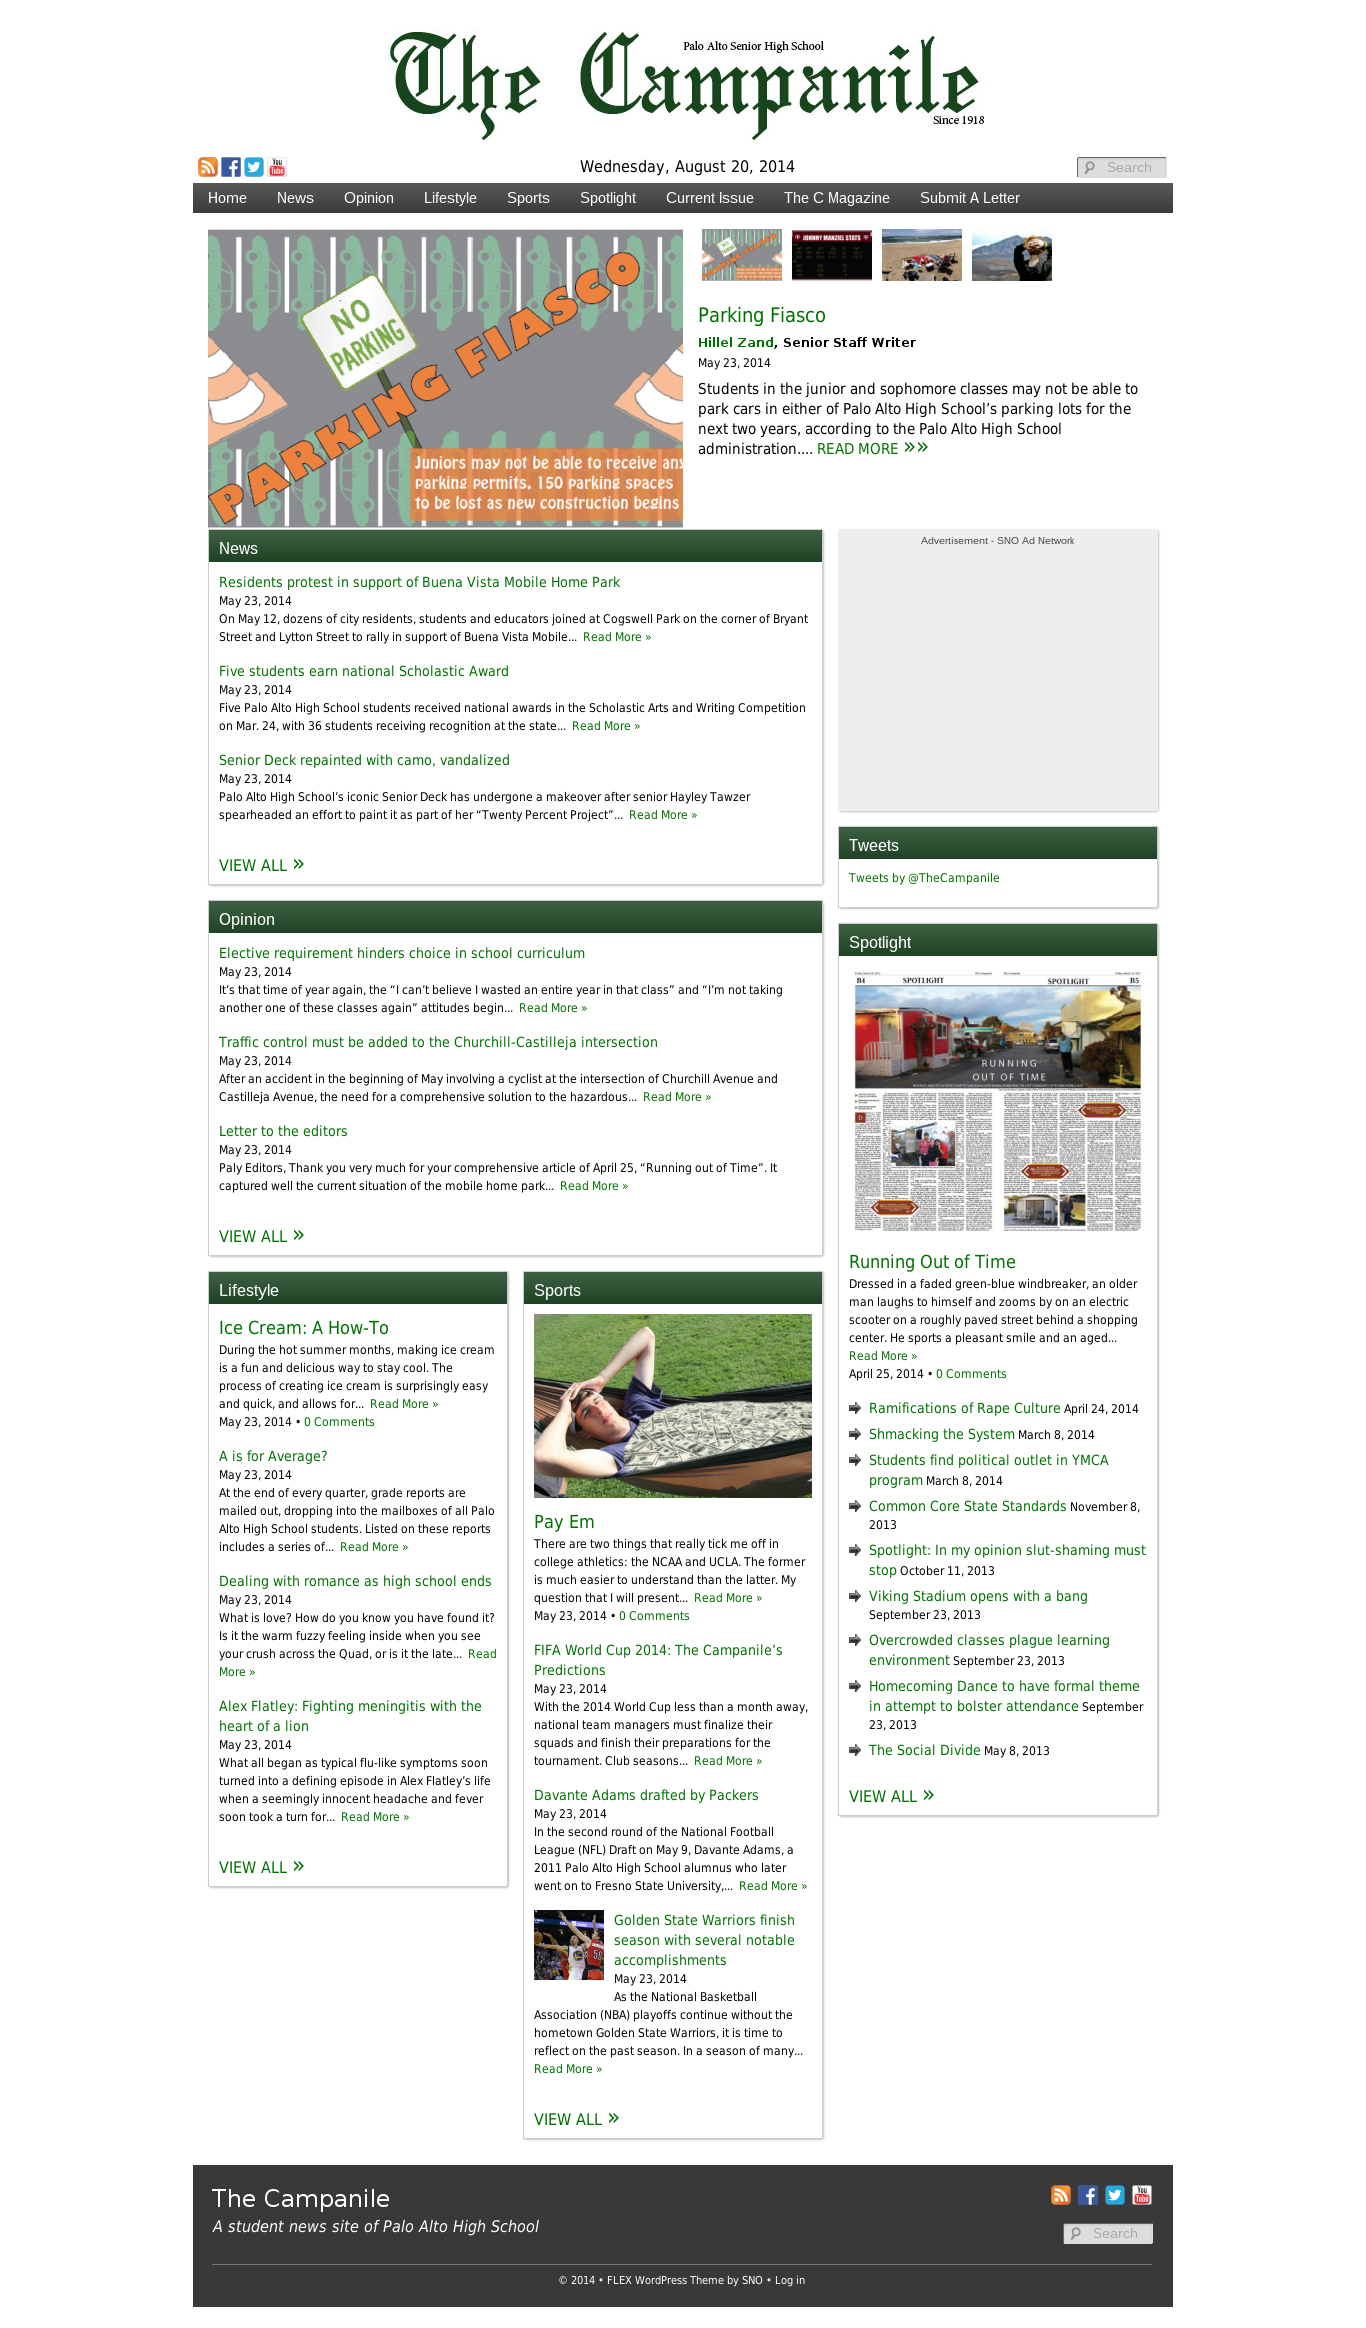 Palo Alto Senior High School
The Campanile
Since 1918
Wednesday, August 20, 2014
Search
Home News Opinion Lifestyle Sports Spotlight Current Issue The C Magazine Submit A Letter
NO
PARKING
PARKING FIASCO
Juniors may not be able to receive any
parking permits, 150 parking spaces
to be lost as new construction begins
JOHNNY MANZIEL STATS
Parking Fiasco
Hillel Zand, Senior Staff Writer
May 23, 2014
Students in the junior and sophomore classes may not be able to
park cars in either of Palo Alto High School’s parking lots for the
next two years, according to the Palo Alto High School
administration.... READ MORE »»
News
Residents protest in support of Buena Vista Mobile Home Park
May 23, 2014
On May 12, dozens of city residents, students and educators joined at Cogswell Park on the corner of Bryant
Street and Lytton Street to rally in support of Buena Vista Mobile... Read More »
Five students earn national Scholastic Award
May 23, 2014
Five Palo Alto High School students received national awards in the Scholastic Arts and Writing Competition
on Mar. 24, with 36 students receiving recognition at the state... Read More »
Senior Deck repainted with camo, vandalized
May 23, 2014
Palo Alto High School’s iconic Senior Deck has undergone a makeover after senior Hayley Tawzer
spearheaded an effort to paint it as part of her “Twenty Percent Project”... Read More »
VIEW ALL »
Opinion
Elective requirement hinders choice in school curriculum
May 23, 2014
It’s that time of year again, the “I can’t believe I wasted an entire year in that class” and “I’m not taking
another one of these classes again” attitudes begin... Read More »
Traffic control must be added to the Churchill-Castilleja intersection
May 23, 2014
After an accident in the beginning of May involving a cyclist at the intersection of Churchill Avenue and
Castilleja Avenue, the need for a comprehensive solution to the hazardous... Read More »
Letter to the editors
May 23, 2014
Paly Editors, Thank you very much for your comprehensive article of April 25, “Running out of Time”. It
captured well the current situation of the mobile home park... Read More »
VIEW ALL »
Lifestyle
Ice Cream: A How-To
During the hot summer months, making ice cream
is a fun and delicious way to stay cool. The
process of creating ice cream is surprisingly easy
and quick, and allows for... Read More »
May 23, 2014 • 0 Comments
A is for Average?
May 23, 2014
At the end of every quarter, grade reports are
mailed out, dropping into the mailboxes of all Palo
Alto High School students. Listed on these reports
includes a series of... Read More »
Dealing with romance as high school ends
May 23, 2014
What is love? How do you know you have found it?
Is it the warm fuzzy feeling inside when you see
your crush across the Quad, or is it the late... Read
More »
Alex Flatley: Fighting meningitis with the
heart of a lion
May 23, 2014
What all began as typical flu-like symptoms soon
turned into a defining episode in Alex Flatley’s life
when a seemingly innocent headache and fever
soon took a turn for... Read More »
VIEW ALL »
Sports
Pay Em
There are two things that really tick me off in
college athletics: the NCAA and UCLA. The former
is much easier to understand than the latter. My
question that I will present... Read More »
May 23, 2014 • 0 Comments
FIFA World Cup 2014: The Campanile’s
Predictions
May 23, 2014
With the 2014 World Cup less than a month away,
national team managers must finalize their
squads and finish their preparations for the
tournament. Club seasons... Read More »
Davante Adams drafted by Packers
May 23, 2014
In the second round of the National Football
League (NFL) Draft on May 9, Davante Adams, a
2011 Palo Alto High School alumnus who later
went on to Fresno State University,... Read More »
Golden State Warriors finish
season with several notable
accomplishments
May 23, 2014
As the National Basketball
Association (NBA) playoffs continue without the
hometown Golden State Warriors, it is time to
reflect on the past season. In a season of many...
Read More »
VIEW ALL »
Advertisement - SNO Ad Network
Tweets
Tweets by @TheCampanile
Spotlight
B4 SPOTLIGHT SPOTLIGHT B5
RUNNING
OUT OF TIME
Running Out of Time
Dressed in a faded green-blue windbreaker, an older
man laughs to himself and zooms by on an electric
scooter on a roughly paved street behind a shopping
center. He sports a pleasant smile and an aged...
Read More »
April 25, 2014 • 0 Comments
Ramifications of Rape Culture April 24, 2014
Shmacking the System March 8, 2014
Students find political outlet in YMCA
program March 8, 2014
Common Core State Standards November 8,
2013
Spotlight: In my opinion slut-shaming must
stop October 11, 2013
Viking Stadium opens with a bang
September 23, 2013
Overcrowded classes plague learning
environment September 23, 2013
Homecoming Dance to have formal theme
in attempt to bolster attendance September
23, 2013
The Social Divide May 8, 2013
VIEW ALL »
The Campanile
A student news site of Palo Alto High School
Search
© 2014 • FLEX WordPress Theme by SNO • Log in